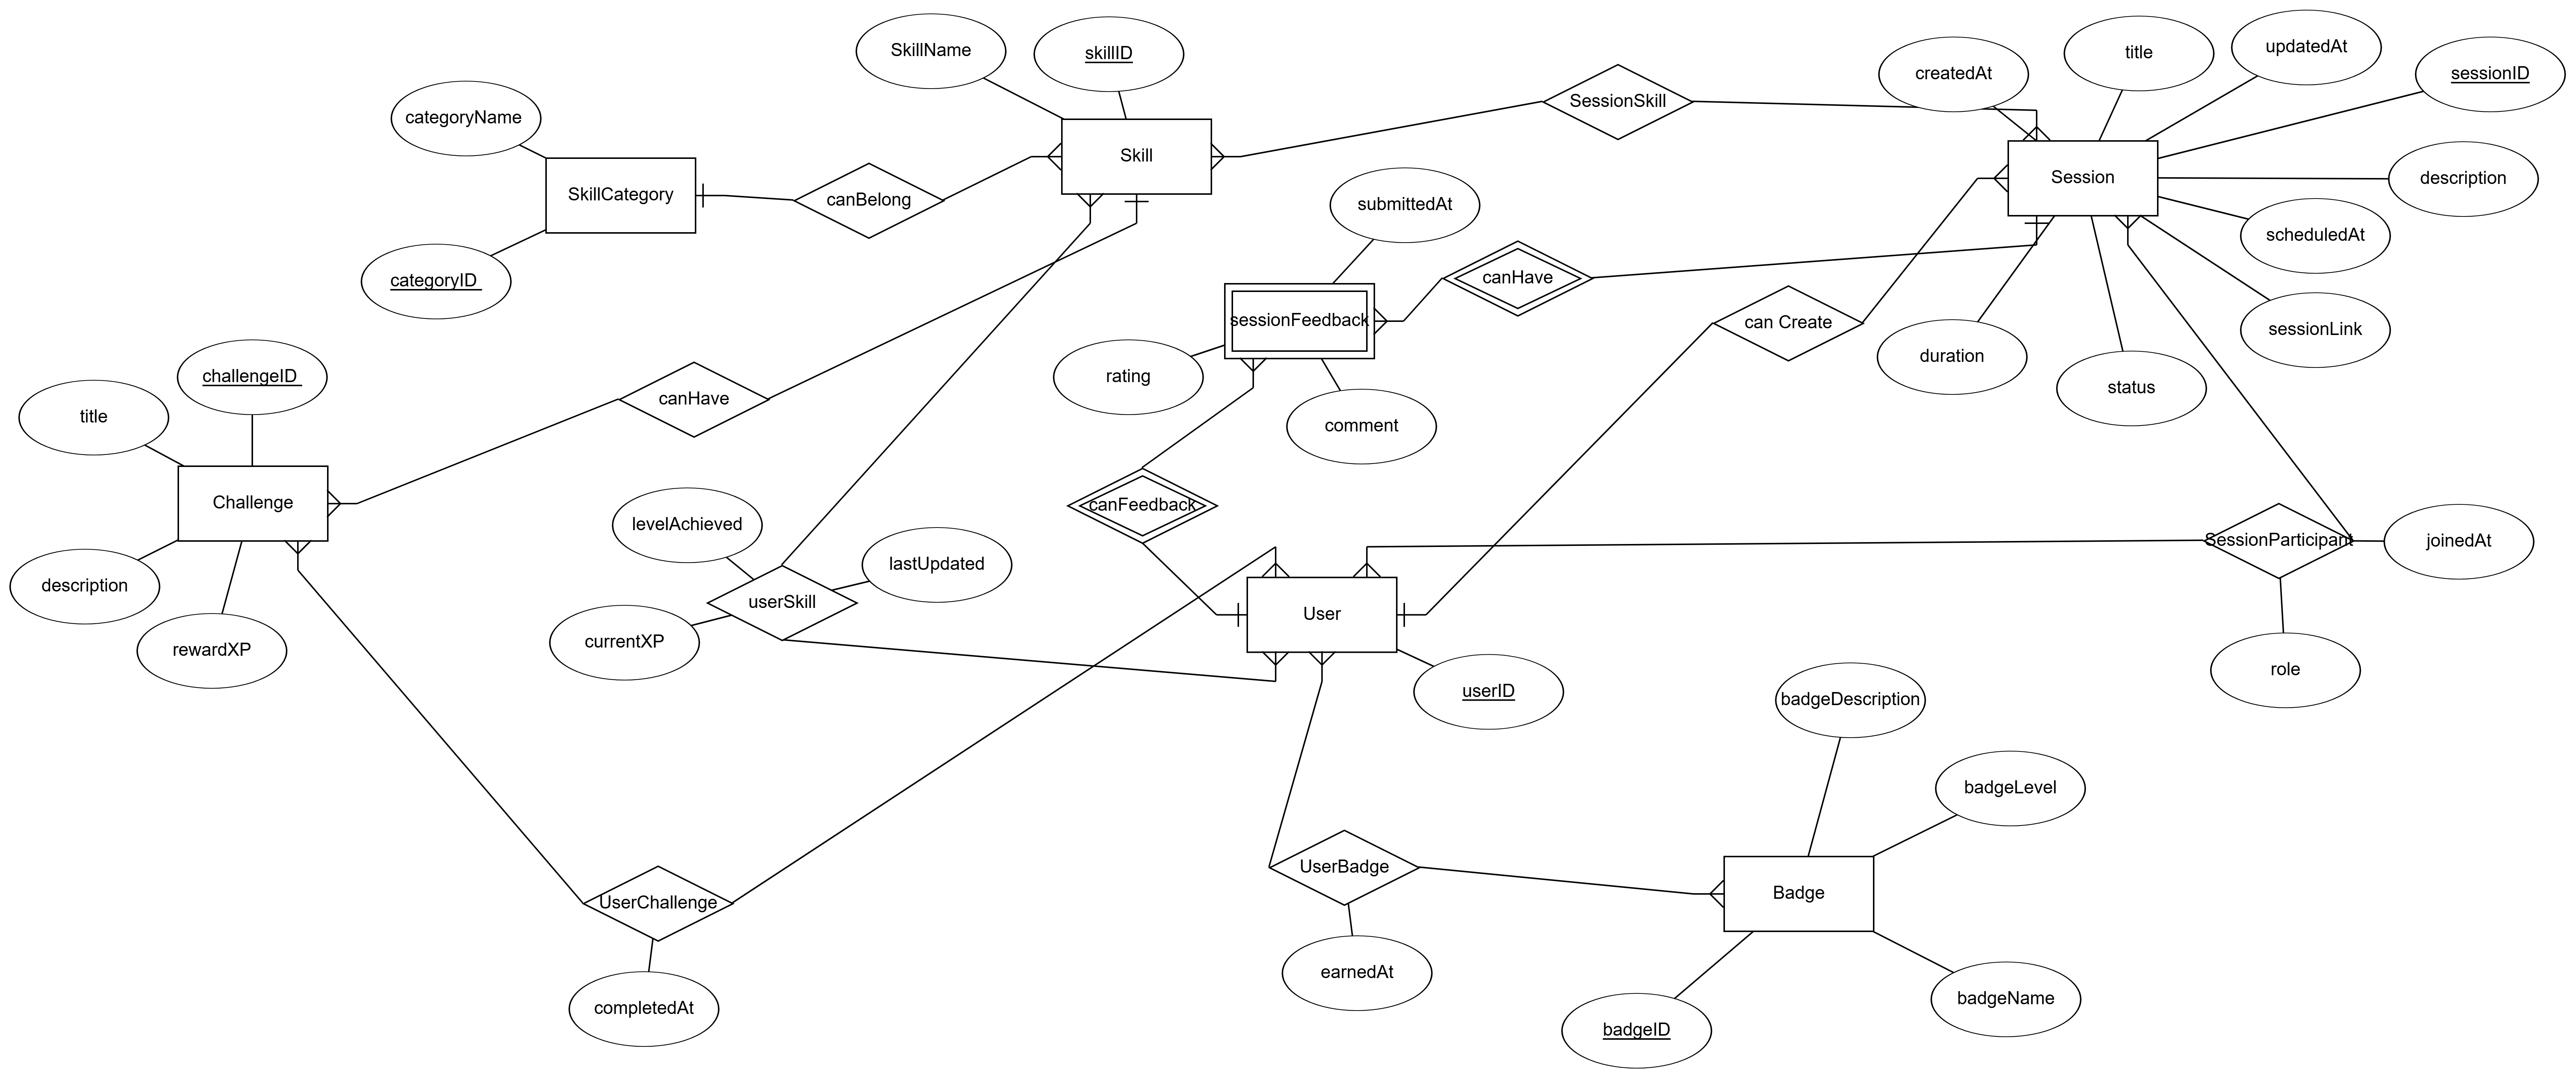 SkillName
skillID
createdAt
title
updatedAt
sessionID
categoryName
SessionSkill
Skill
Session
description
SkillCategory
canBelong
submittedAt
scheduledAt
categoryID
canHave
sessionFeedback
can Create
sessionLink
duration
challengeID
rating
status
title
canHave
comment
Challenge
canFeedback
levelAchieved
SessionParticipant
joinedAt
description
lastUpdated
userSkill
User
currentXP
rewardXP
userID
role
badgeDescription
badgeLevel
UserBadge
Badge
UserChallenge
earnedAt
badgeName
completedAt
badgeID